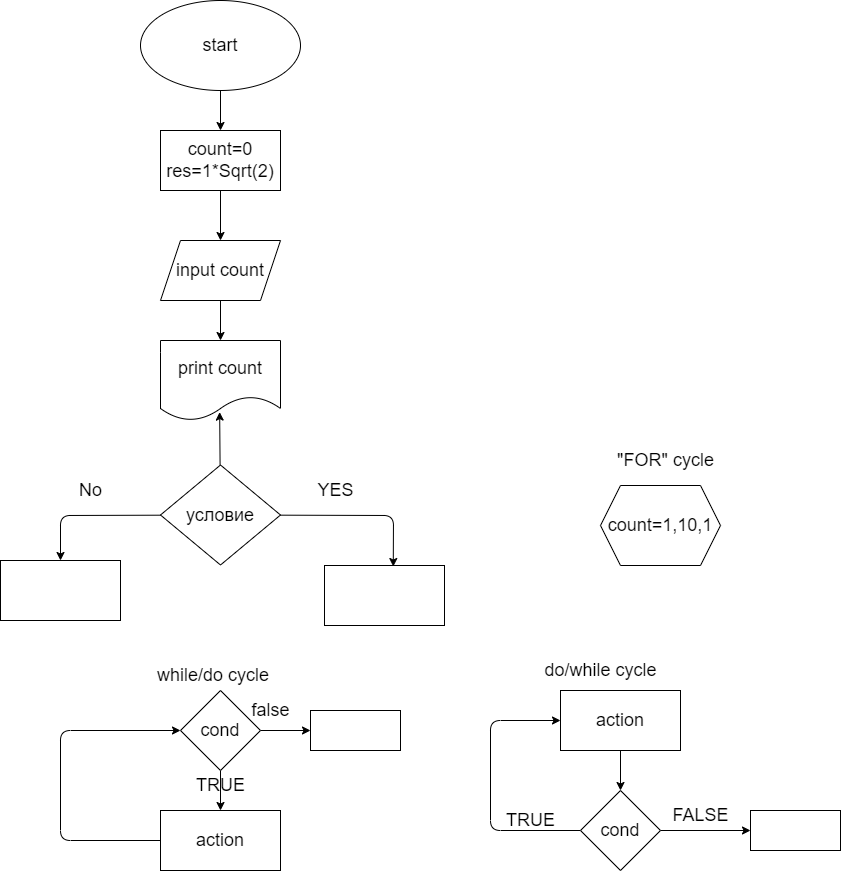 start
count=0
res=1*Sqrt(2)
input count
print count
No
YES
условие
"FOR" cycle
count=1,10,1
while/do cycle
false
cond
TRUE
action
do/while cycle
action
TRUE
FALSE
cond